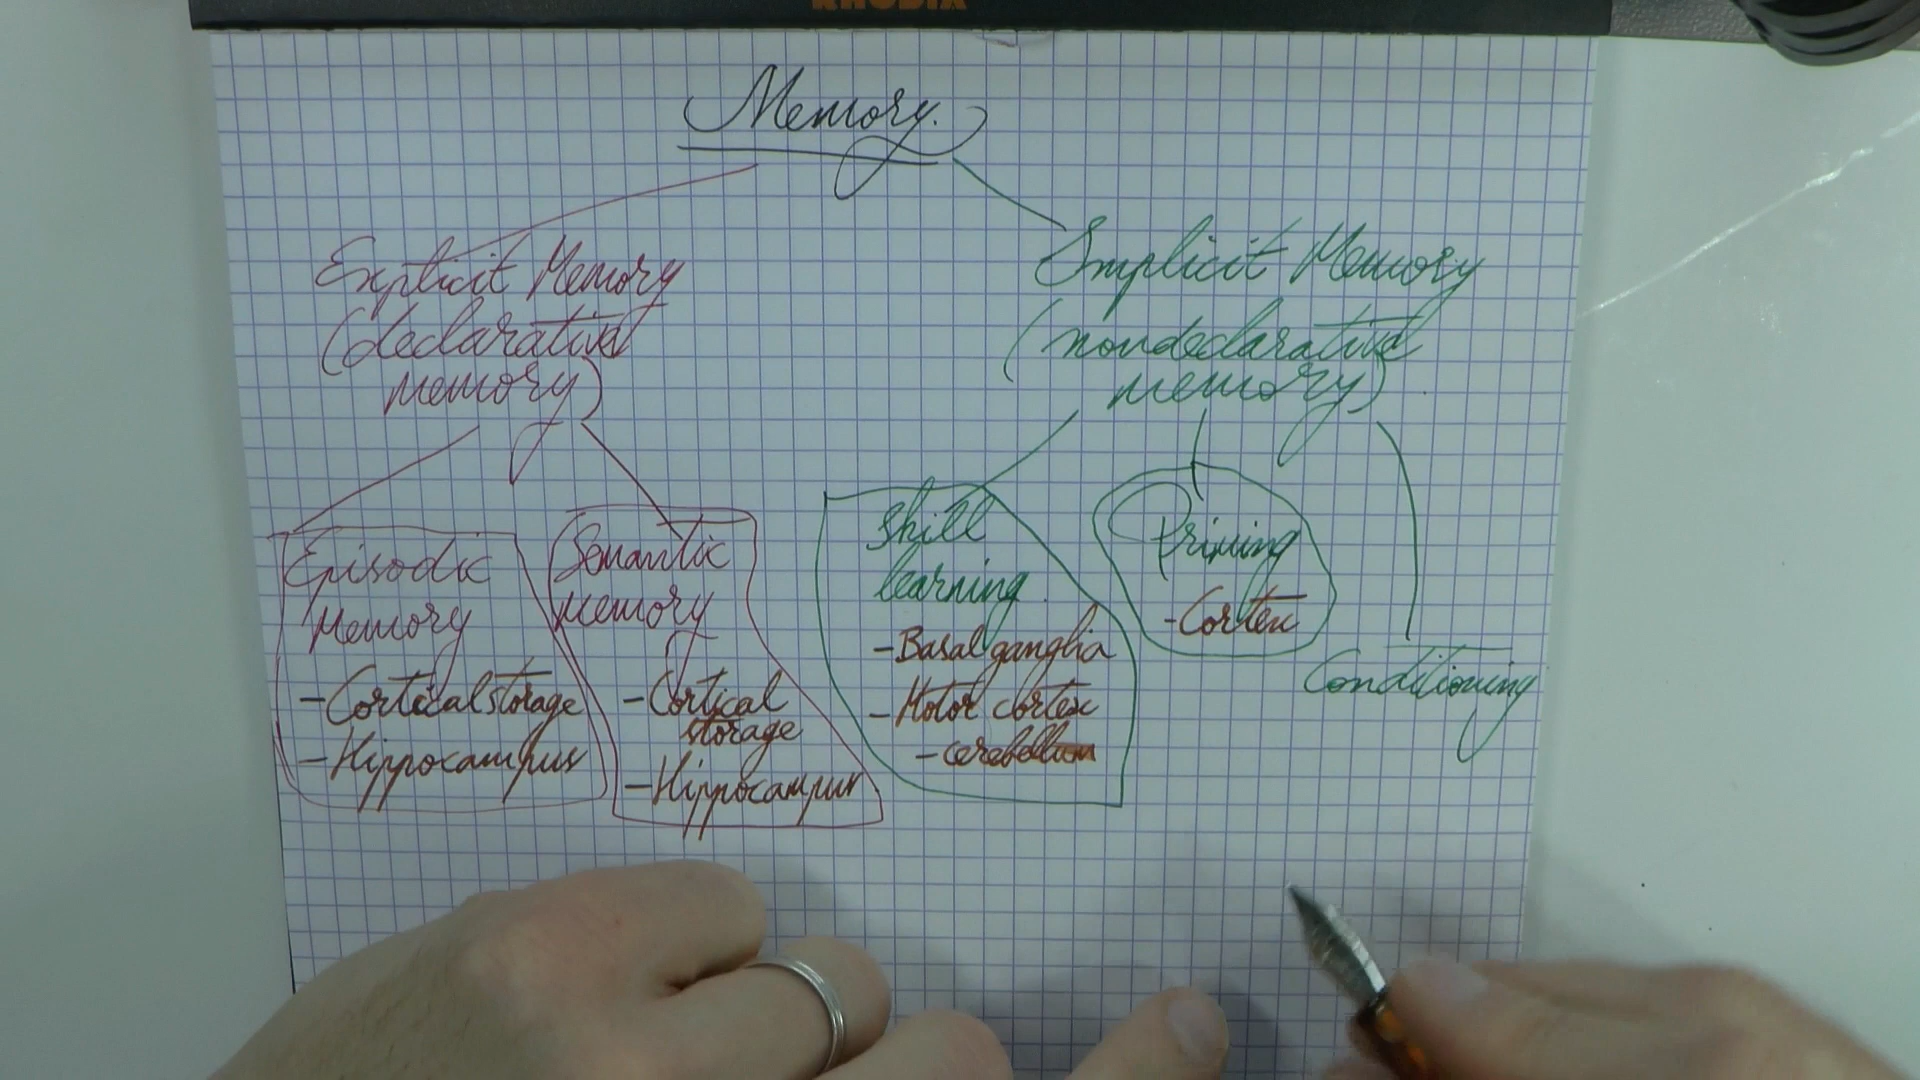 RHODIA
Memory.
Explicit Memory
(declarative
memory)
Implicit Memory
(nondeclarative
memory)
Episodic
Memory
- Cortical storage
- Hippocampus
Semantic
memory
- Cortical
storage
- Hippocampus
Skill
learning
- Basal ganglia
- Motor cortex
- cerebellum
Priming
- Cortex
Conditioning